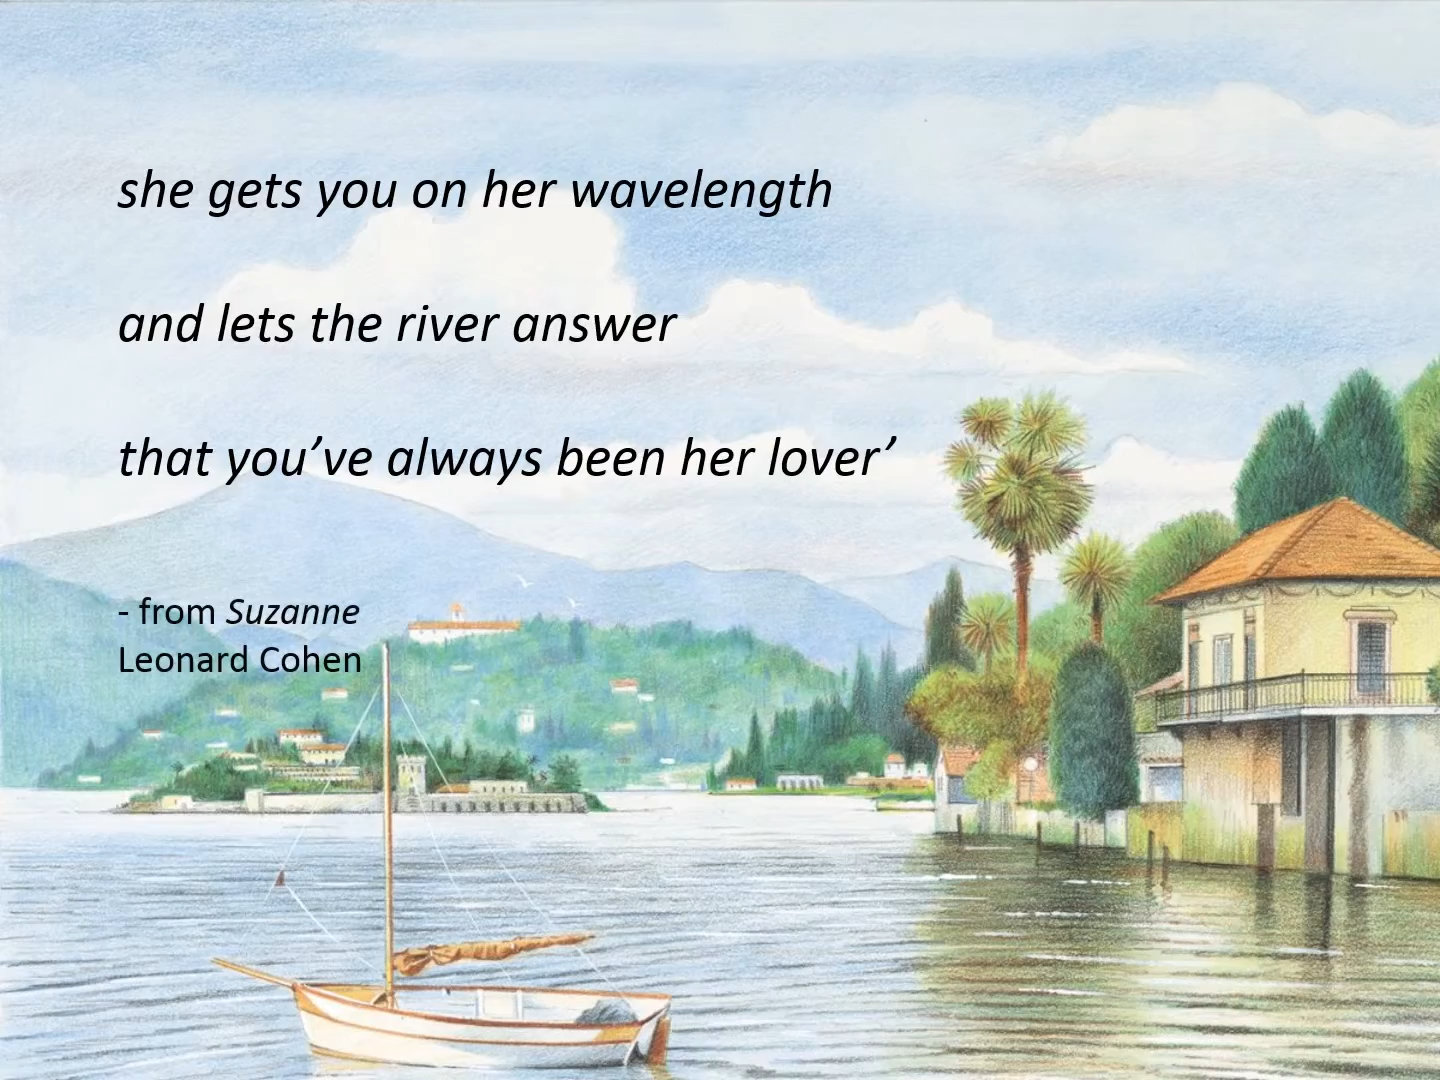 she gets you on her wavelength
and lets the river answer
that you’ve always been her lover’
- from Suzanne
Leonard Cohen